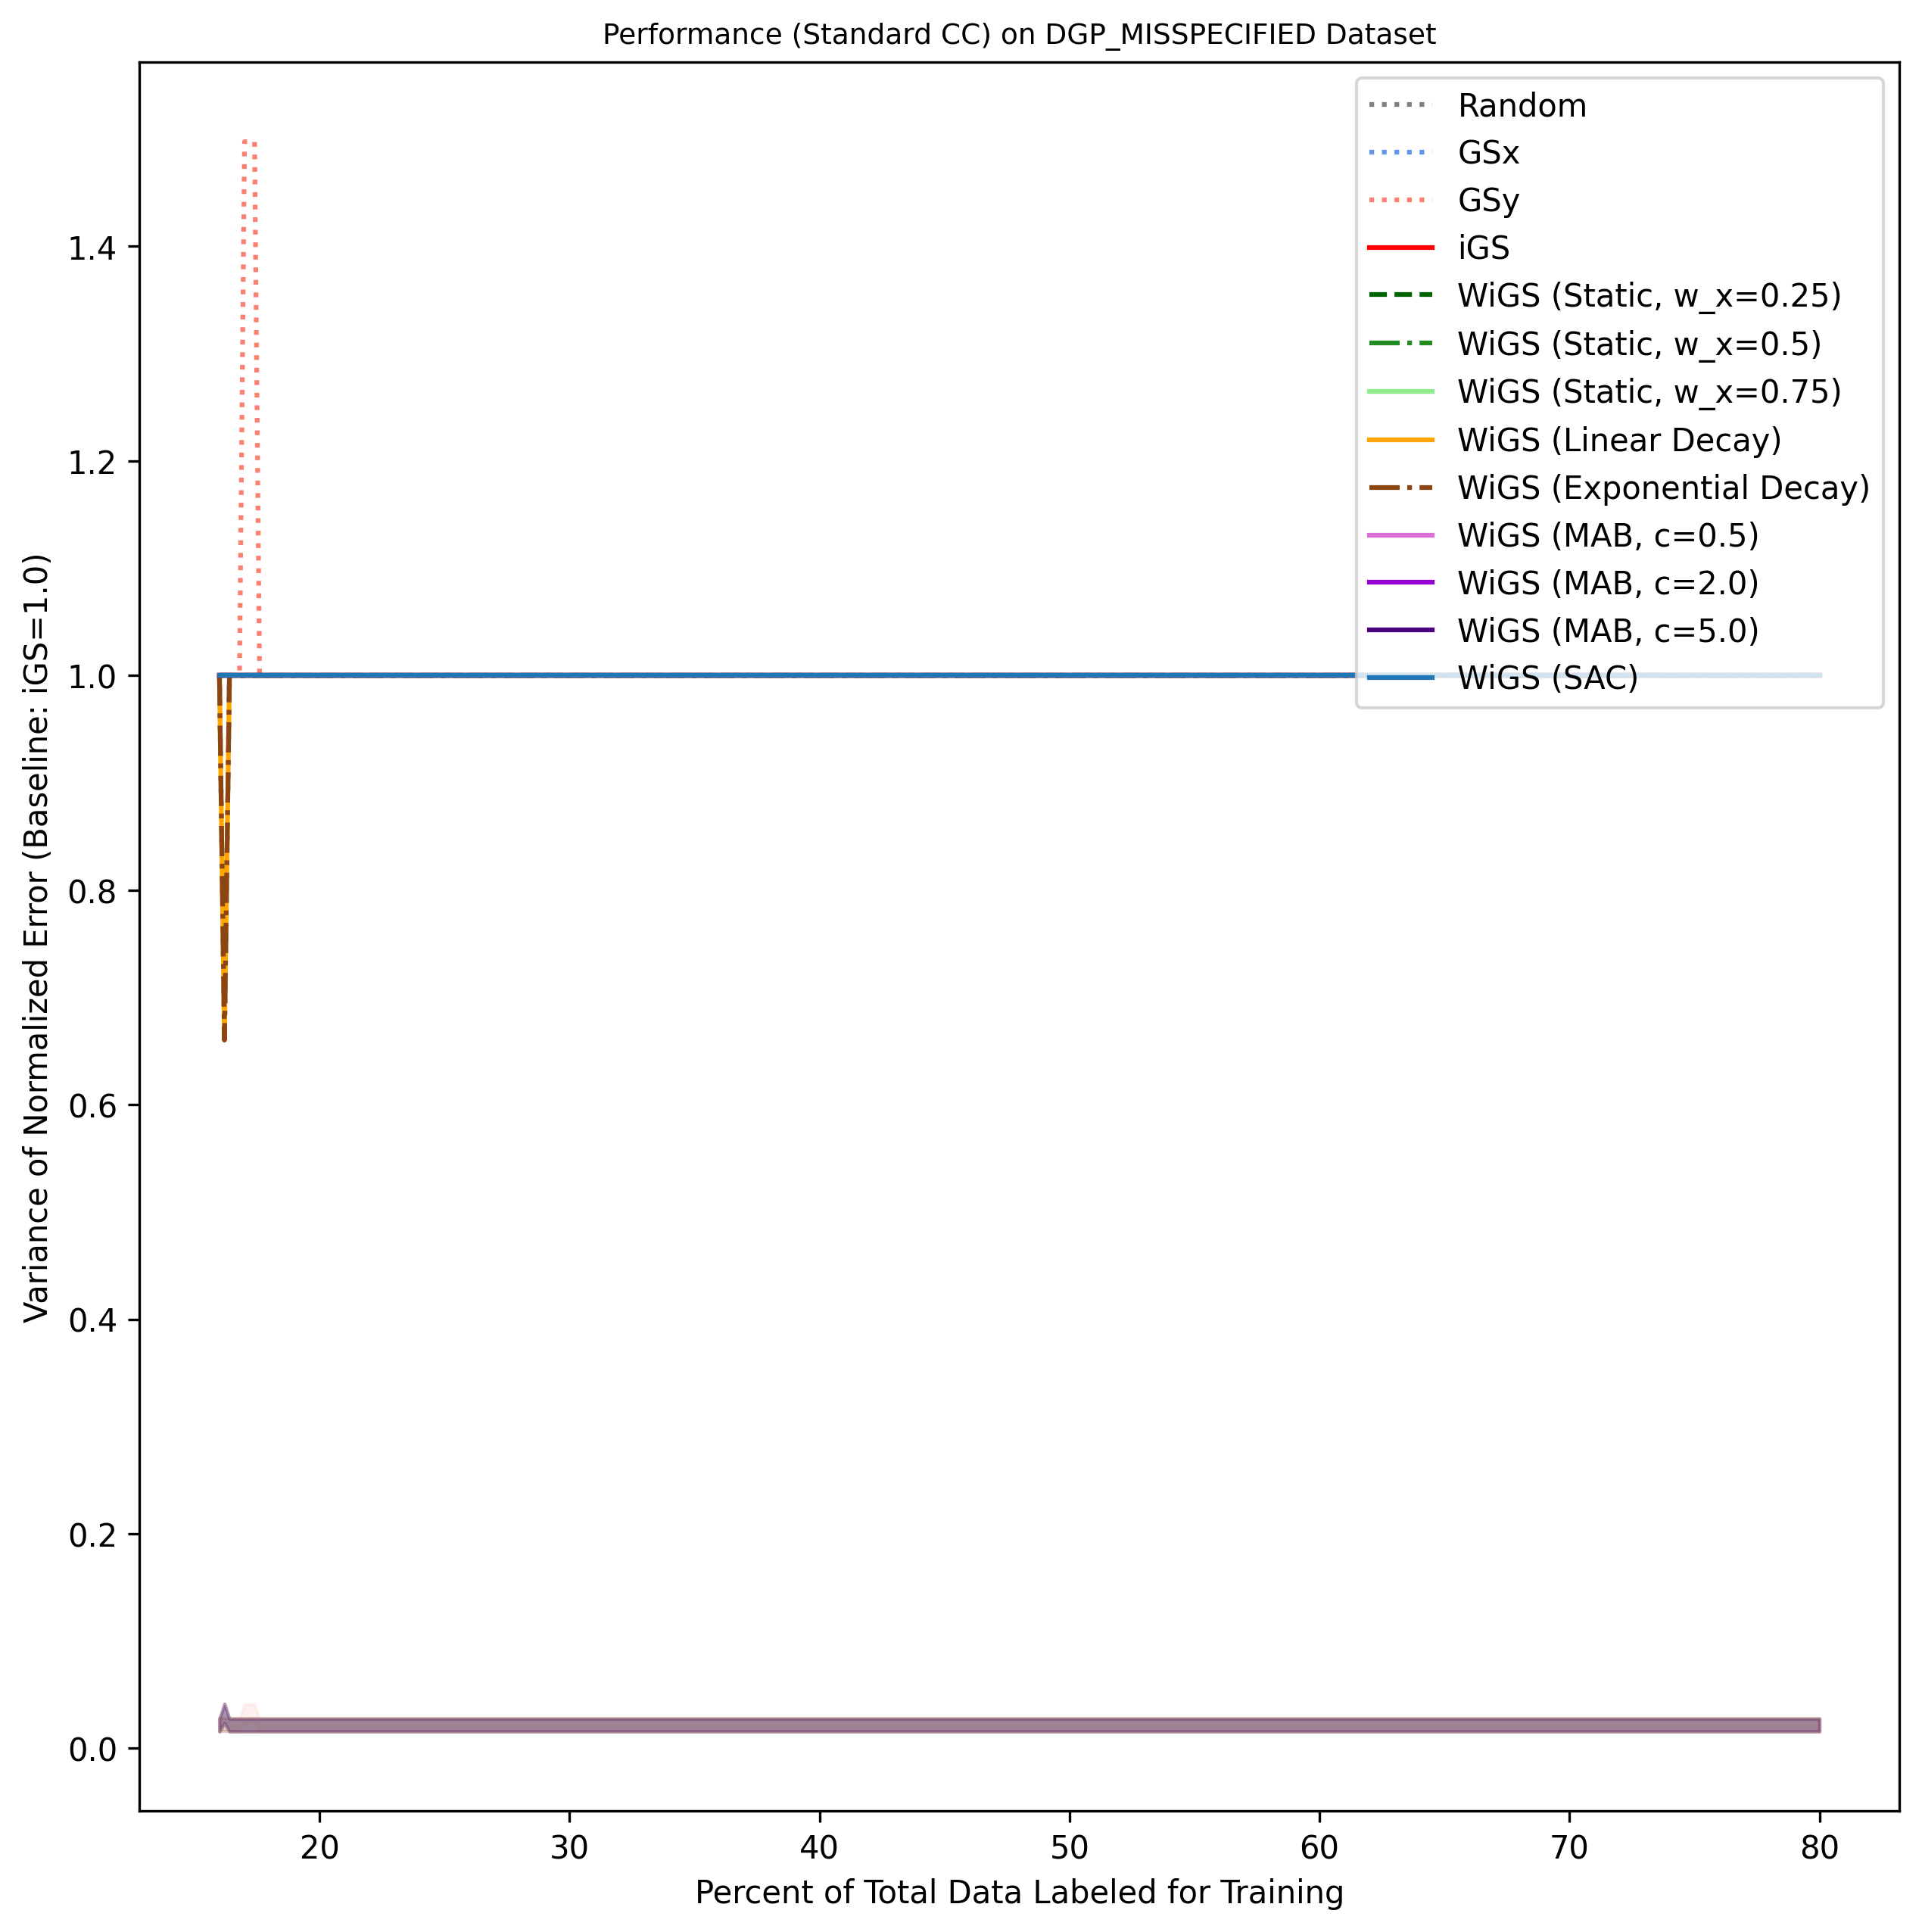 Performance (Standard CC) on DGP_MISSPECIFIED Dataset
Variance of Normalized Error (Baseline: iGS=1.0)
1.4
1.2
1.0
0.8
0.6
0.4
0.2
0.0
Random
GSx
GSy
iGS
WiGS (Static, w_x=0.25)
WiGS (Static, w_x=0.5)
WiGS (Static, w_x=0.75)
WiGS (Linear Decay)
WiGS (Exponential Decay)
WiGS (MAB, c=0.5)
WiGS (MAB, c=2.0)
WiGS (MAB, c=5.0)
WiGS (SAC)
20 30 40 50 60 70 80
Percent of Total Data Labeled for Training